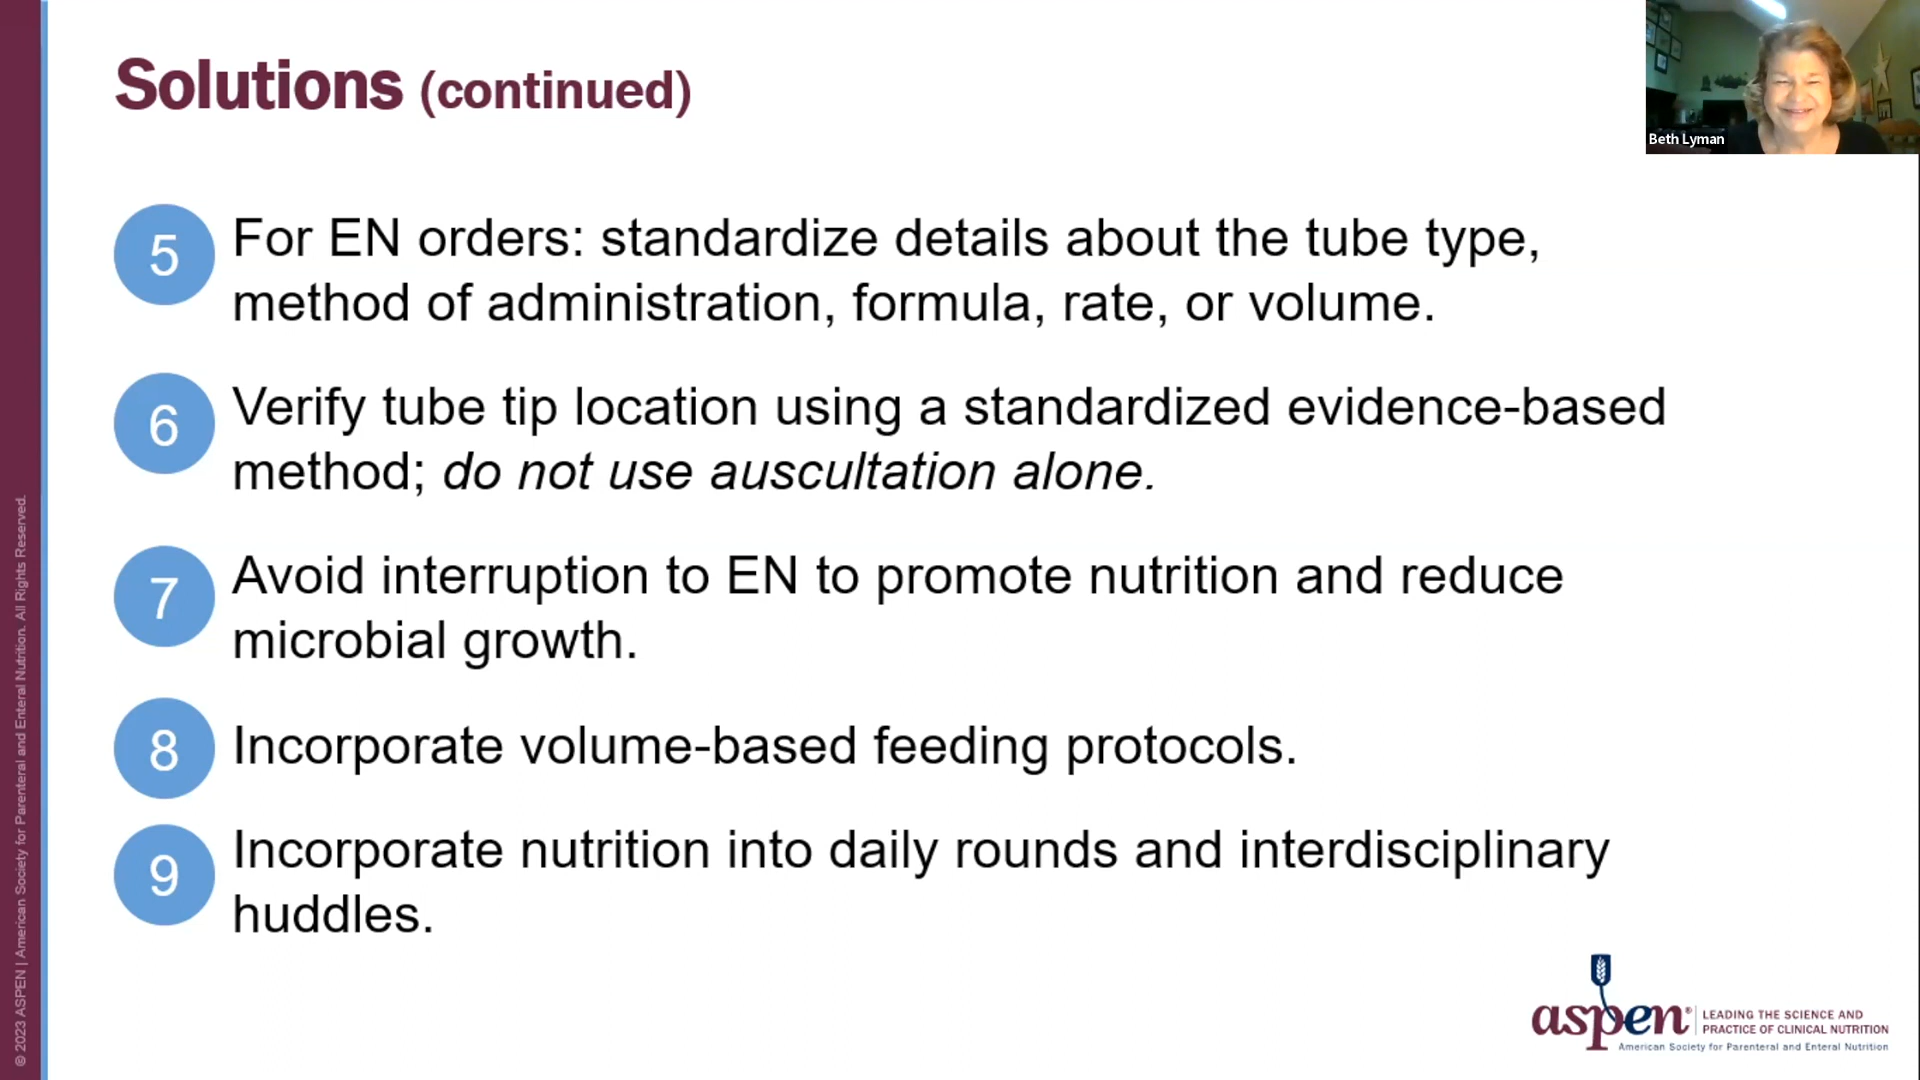 Solutions (continued)
Beth Lyman
5
For EN orders: standardize details about the tube type,
method of administration, formula, rate, or volume.
6
Verify tube tip location using a standardized evidence-based
method; do not use auscultation alone.
7
Avoid interruption to EN to promote nutrition and reduce
microbial growth.
8
Incorporate volume-based feeding protocols.
9
Incorporate nutrition into daily rounds and interdisciplinary
huddles.
© 2023 ASPEN | American Society for Parenteral and Enteral Nutrition. All Rights Reserved.
aspen®
LEADING THE SCIENCE AND
PRACTICE OF CLINICAL NUTRITION
American Society for Parenteral and Enteral Nutrition